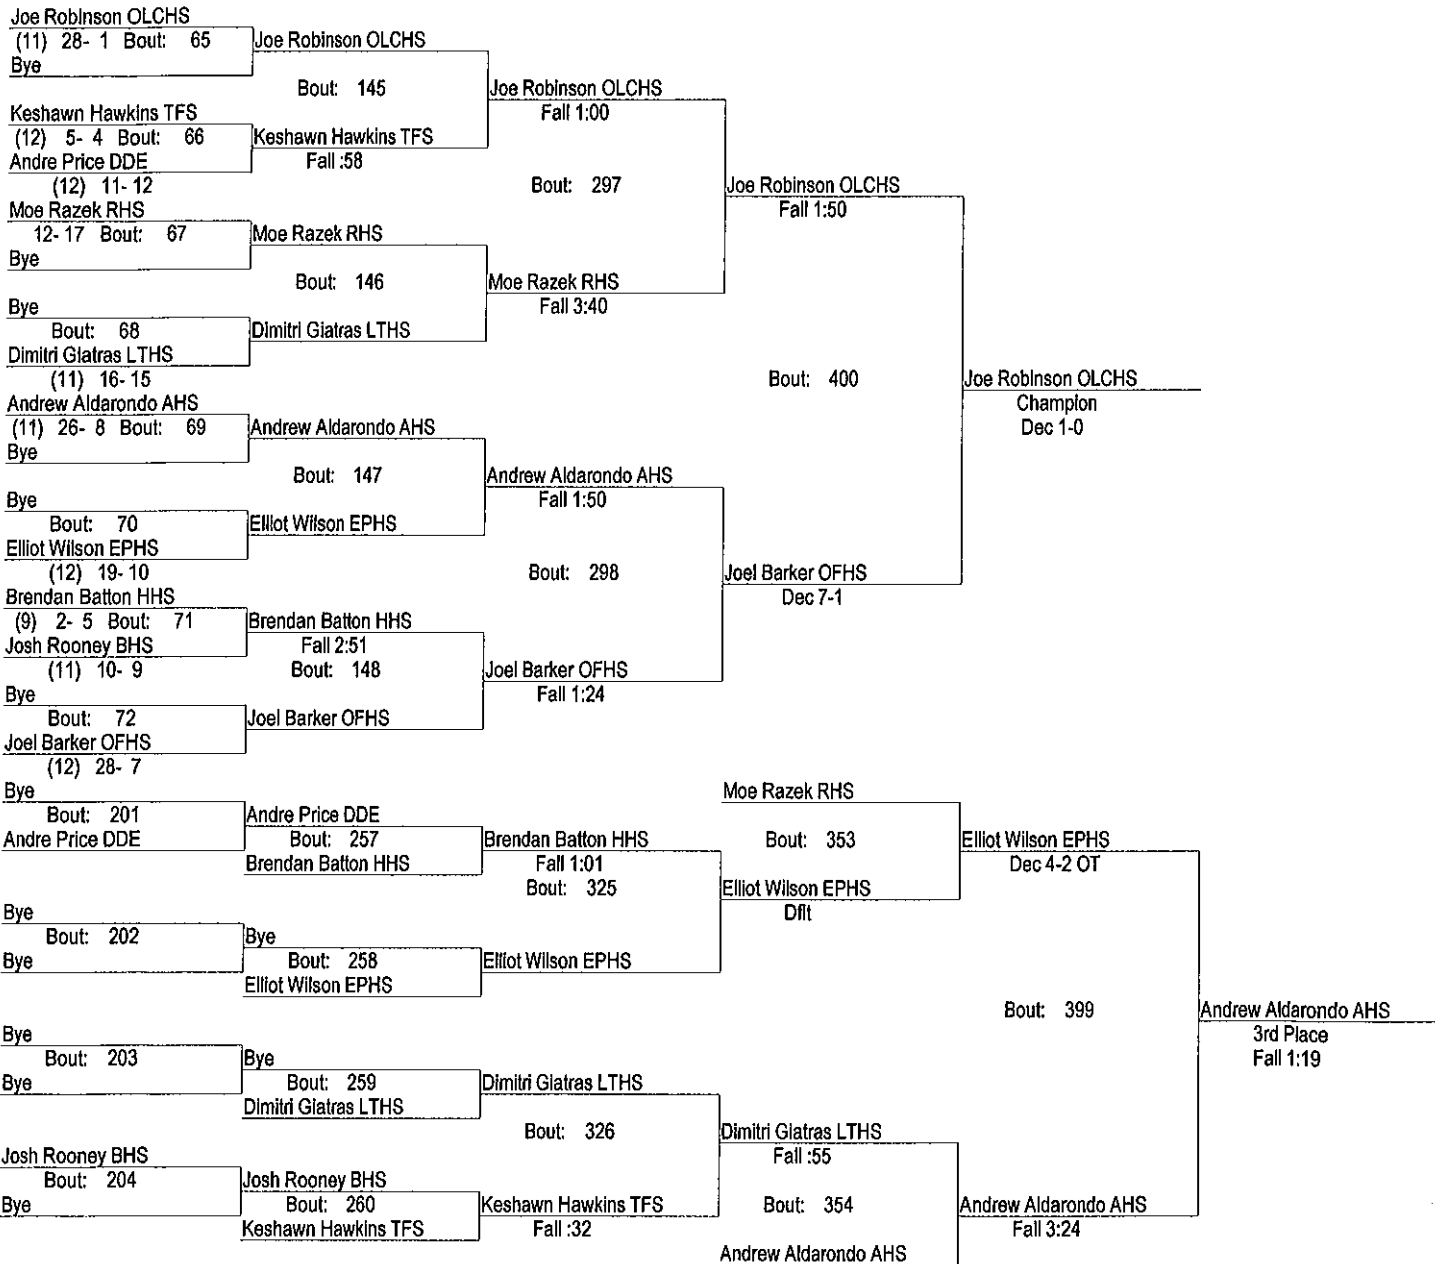 Joe Robinson OLCHS
(11) 28- 1 Bout: 65
Bye
Joe Robinson OLCHS
Bout: 145
Keshawn Hawkins TFS
(12) 5- 4 Bout: 66
Andre Price DDE
(12) 11- 12
Keshawn Hawkins TFS
Fall :58
Joe Robinson OLCHS
Fall 1:00
Bout: 297
Moe Razek RHS
12- 17 Bout: 67
Bye
Moe Razek RHS
Bout: 146
Bye
Bout: 68
Dimitri Giatras LTHS
(11) 16- 15
Dimitri Giatras LTHS
Moe Razek RHS
Fall 3:40
Joe Robinson OLCHS
Fall 1:50
Bout: 400
Andrew Aldarondo AHS
(11) 26- 8 Bout: 69
Bye
Andrew Aldarondo AHS
Bout: 147
Bye
Bout: 70
Elliot Wilson EPHS
(12) 19- 10
Elliot Wilson EPHS
Andrew Aldarondo AHS
Fall 1:50
Bout: 298
Brendan Batton HHS
(9) 2- 5 Bout: 71
Josh Rooney BHS
(11) 10- 9
Brendan Batton HHS
Fall 2:51
Bout: 148
Bye
Bout: 72
Joel Barker OFHS
(12) 28- 7
Joel Barker OFHS
Joel Barker OFHS
Fall 1:24
Joel Barker OFHS
Dec 7-1
Joe Robinson OLCHS
Champion
Dec 1-0
Bye
Bout: 201
Andre Price DDE
Andre Price DDE
Bout: 257
Brendan Batton HHS
Brendan Batton HHS
Fall 1:01
Bout: 325
Bye
Bout: 202
Bye
Bye
Bout: 258
Elliot Wilson EPHS
Elliot Wilson EPHS
Moe Razek RHS
Bout: 353
Elliot Wilson EPHS
Dflt
Elliot Wilson EPHS
Dec 4-2 OT
Bout: 399
Bye
Bout: 203
Bye
Bye
Bout: 259
Dimitri Giatras LTHS
Dimitri Giatras LTHS
Bout: 326
Josh Rooney BHS
Bout: 204
Bye
Josh Rooney BHS
Bout: 260
Keshawn Hawkins TFS
Keshawn Hawkins TFS
Fall :32
Dimitri Giatras LTHS
Fall :55
Bout: 354
Andrew Aldarondo AHS
Andrew Aldarondo AHS
Fall 3:24
Andrew Aldarondo AHS
3rd Place
Fall 1:19